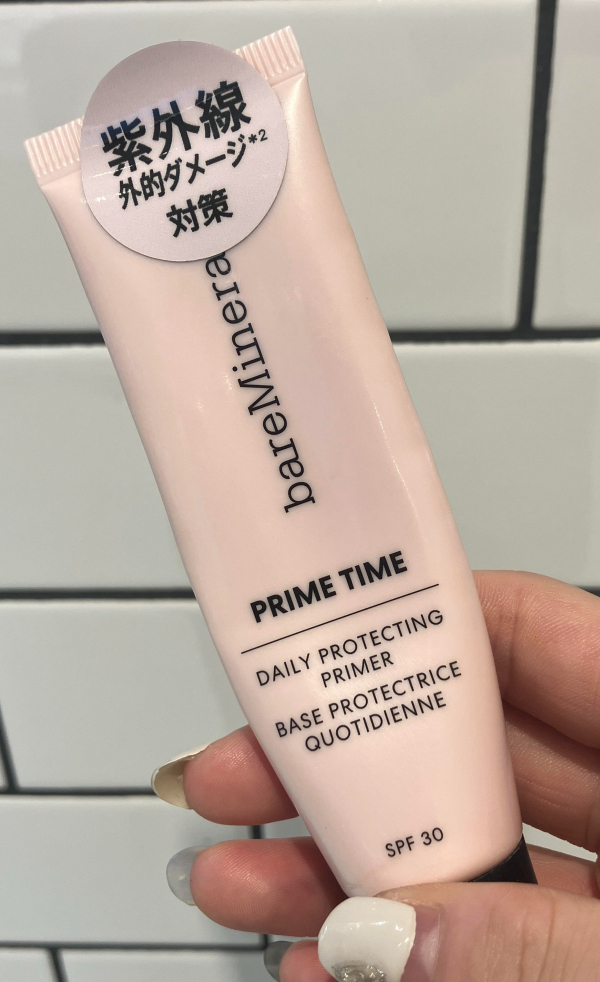 紫外線
外的ダメージ*2
対策
bareMinera
PRIME TIME
DAILY PROTECTING
PRIMER
BASE PROTECTRICE
QUOTIDIENNE
SPF 30